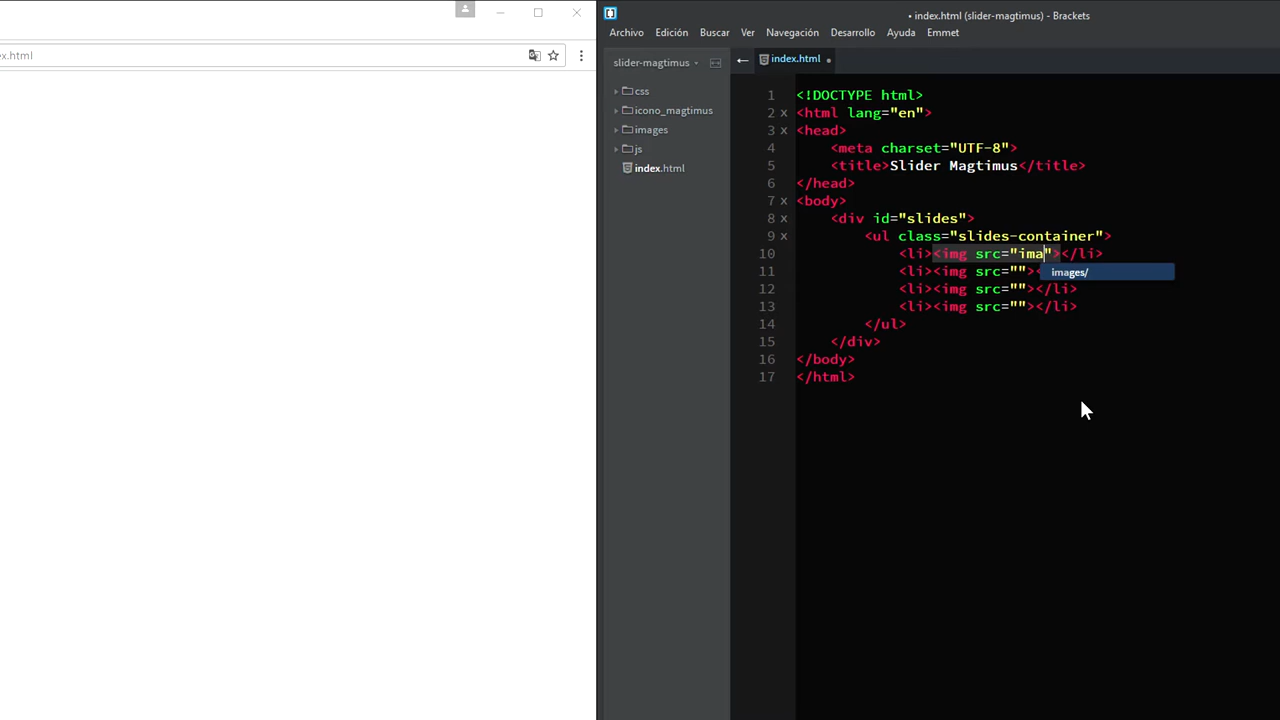 ex.html
• index.html (slider-magtimus) - Brackets
Archivo Edición Buscar Ver Navegación Desarrollo Ayuda Emmet
slider-magtimus
css
icono_magtimus
images
js
index.html
index.html
1 <!DOCTYPE html>
2 <html lang="en">
3 <head>
4 <meta charset="UTF-8">
5 <title>Slider Magtimus</title>
6 </head>
7 <body>
8 <div id="slides">
9 <ul class="slides-container">
10 <li><img src="ima"></li>
11 <li><img src=""><
images/
12 <li><img src=""></li>
13 <li><img src=""></li>
14 </ul>
15 </div>
16 </body>
17 </html>